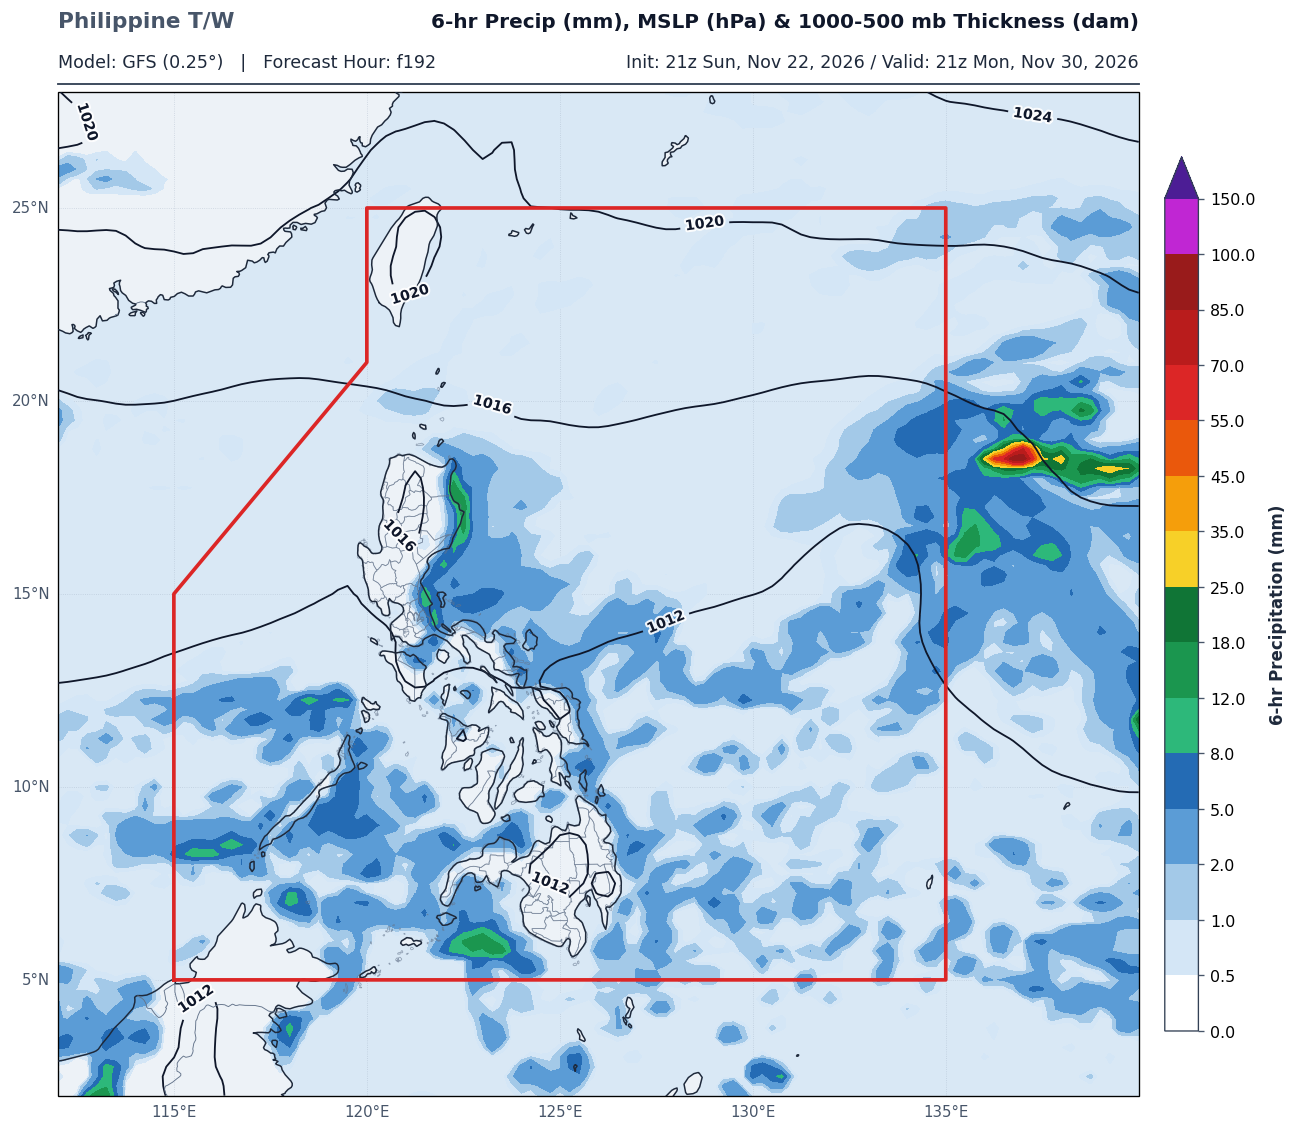 Philippine T/W
6-hr Precip (mm), MSLP (hPa) & 1000-500 mb Thickness (dam)
Model: GFS (0.25°) | Forecast Hour: f192
Init: 21z Sun, Nov 22, 2026 / Valid: 21z Mon, Nov 30, 2026
1020
1024
1020
1020
1016
1016
1012
1012
1012
25°N
20°N
15°N
10°N
5°N
115°E
120°E
125°E
130°E
135°E
150.0
100.0
85.0
70.0
55.0
45.0
35.0
25.0
18.0
12.0
8.0
5.0
2.0
1.0
0.5
0.0
6-hr Precipitation (mm)